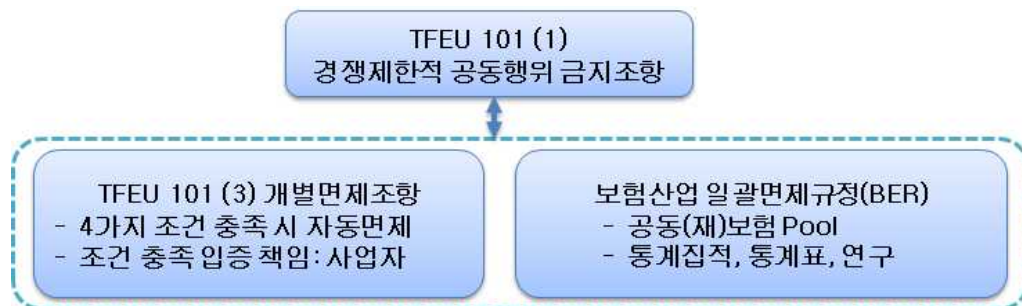 TFEU 101 (1)
경쟁제한적 공동행위 금지조항
TFEU 101 (3) 개별면제조항
- 4가지 조건 충족 시 자동면제
- 조건 충족 입증 책임: 사업자
보험산업 일괄면제규정(BER)
- 공동(재)보험 Pool
- 통계집적, 통계표, 연구